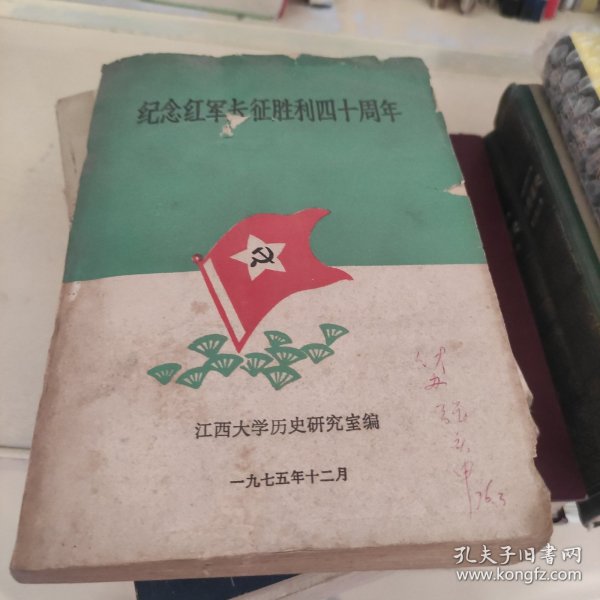 纪念红军长征胜利四十周年
江西大学历史研究室编
一九七五年十二月
76.3
孔夫子旧书网
www.kongfz.com